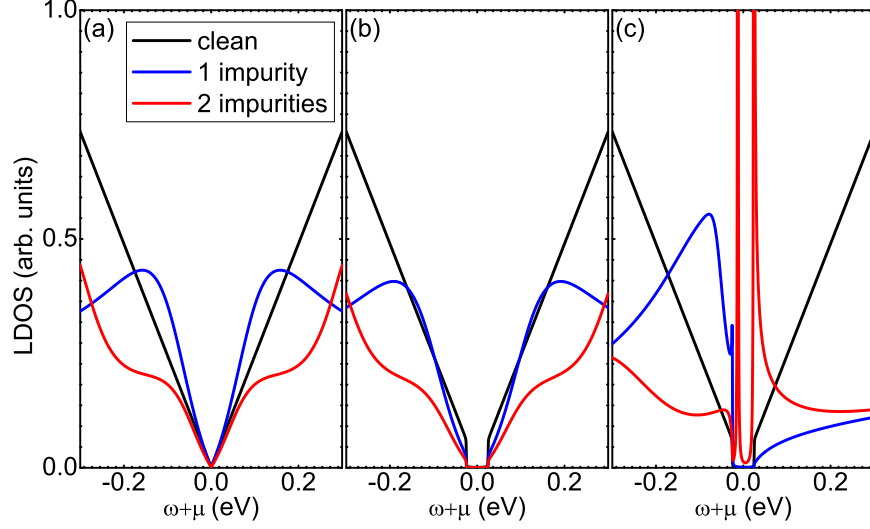 1.0
(a)
(b)
(c)
clean
1 impurity
2 impurities
LDOS (arb. units)
0.5
0.0
-0.2 0.0 0.2 -0.2 0.0 0.2 -0.2 0.0 0.2
ω+μ (eV) ω+μ (eV) ω+μ (eV)